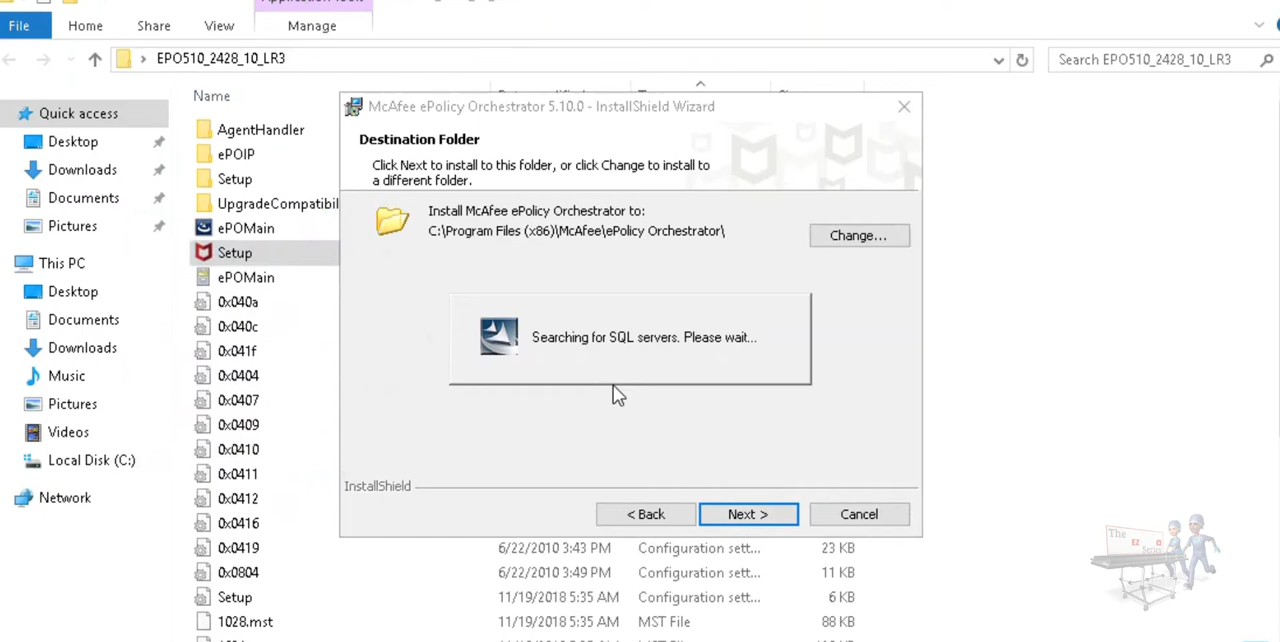 File
Home
Share
View
Manage
EPO510_2428_10_LR3
Search EPO510_2428_10_LR3
Quick access
Desktop
Downloads
Documents
Pictures
This PC
Desktop
Documents
Downloads
Music
Pictures
Videos
Local Disk (C:)
Network
Name
AgentHandler
ePOIP
Setup
UpgradeCompatibil
ePOMain
Setup
ePOMain
0x040a
0x040c
0x041f
0x0404
0x0407
0x0409
0x0410
0x0411
0x0412
0x0416
0x0419 6/22/2010 3:43 PM Configuration sett... 23 KB
0x0804 6/22/2010 3:49 PM Configuration sett... 11 KB
Setup 11/19/2018 5:35 AM Configuration sett... 6 KB
1028.mst 11/19/2018 5:35 AM MST File 88 KB
McAfee ePolicy Orchestrator 5.10.0 - InstallShield Wizard
Destination Folder
Click Next to install to this folder, or click Change to install to
a different folder.
Install McAfee ePolicy Orchestrator to:
C:\Program Files (x86)\McAfee\ePolicy Orchestrator\
Change...
Searching for SQL servers. Please wait...
InstallShield
< Back
Next >
Cancel
The
EZ
Series